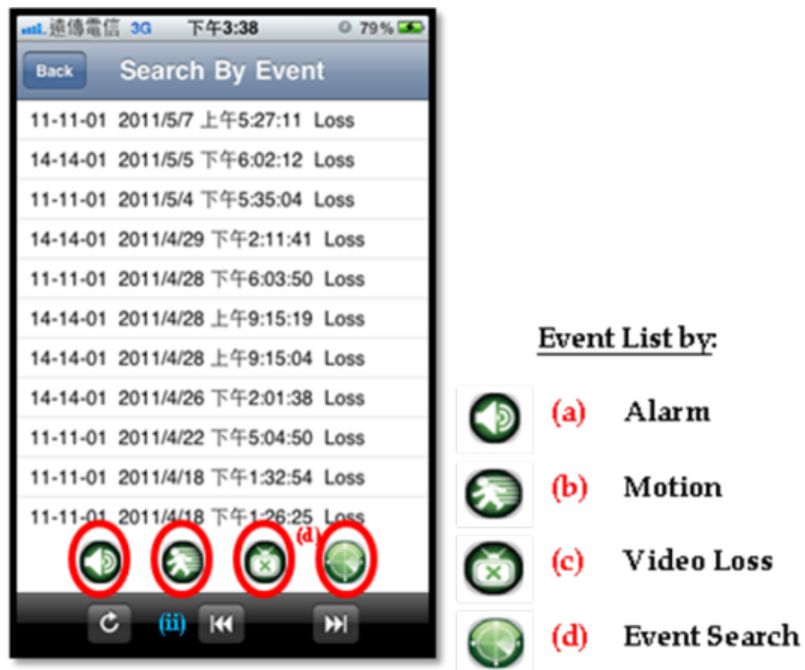 遠傳電信 3G 下午3:38 79%
Back Search By Event
11-11-01 2011/5/7 上午5:27:11 Loss
14-14-01 2011/5/5 下午6:02:12 Loss
11-11-01 2011/5/4 下午5:35:04 Loss
14-14-01 2011/4/29 下午2:11:41 Loss
11-11-01 2011/4/28 下午6:03:50 Loss
14-14-01 2011/4/28 上午9:15:19 Loss
14-14-01 2011/4/28 上午9:15:04 Loss
14-14-01 2011/4/26 下午2:01:38 Loss
11-11-01 2011/4/22 下午5:04:50 Loss
11-11-01 2011/4/18 下午1:32:54 Loss
11-11-01 2011/4/18 下午1:26:25 Loss
(d)
(ii)
Event List by:
(a) Alarm
(b) Motion
(c) Video Loss
(d) Event Search